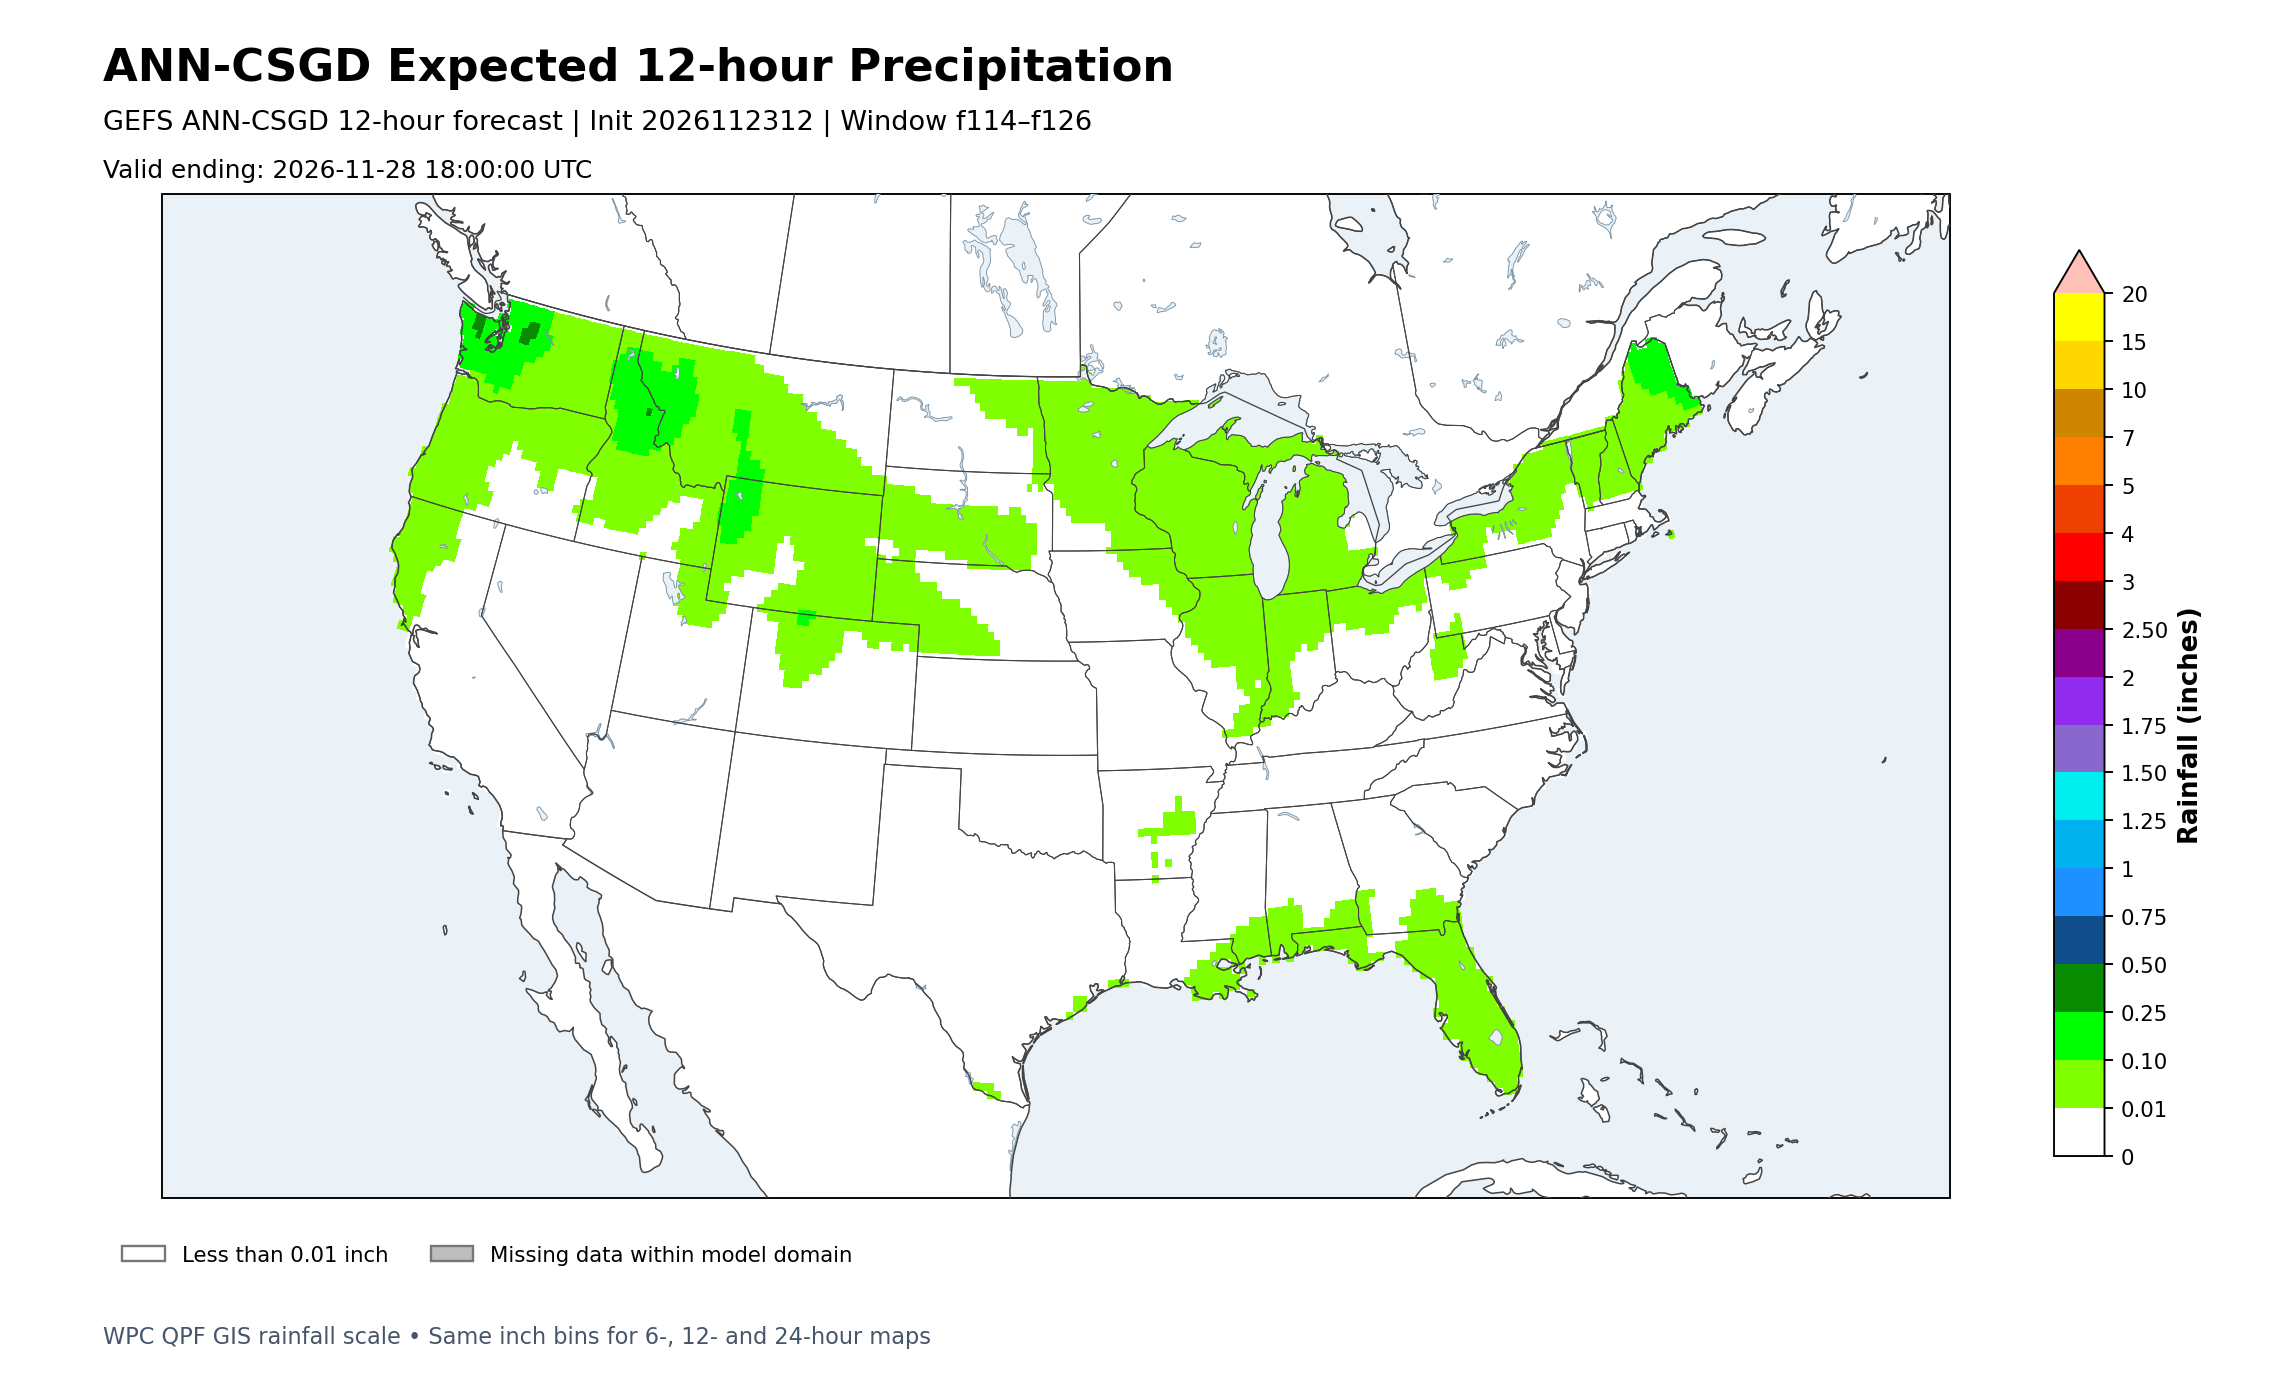 ANN-CSGD Expected 12-hour Precipitation
GEFS ANN-CSGD 12-hour forecast | Init 2026112312 | Window f114–f126
Valid ending: 2026-11-28 18:00:00 UTC
20
15
10
7
5
4
3
2.50
2
1.75
1.50
1.25
1
0.75
0.50
0.25
0.10
0.01
0
Rainfall (inches)
Less than 0.01 inch
Missing data within model domain
WPC QPF GIS rainfall scale • Same inch bins for 6-, 12- and 24-hour maps